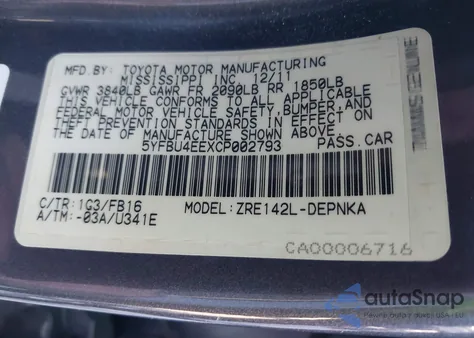 MFD.BY: TOYOTA MOTOR MANUFACTURING
MISSISSIPPI INC 12/11
GVWR 3840LB GAWR FR 2090LB RR 1850LB
THIS VEHICLE CONFORMS TO ALL APPLICABLE
FEDERAL MOTOR VEHICLE SAFETY, BUMPER, AND
THEFT PREVENTION STANDARDS IN EFFECT ON
THE DATE OF MANUFACTURE SHOWN ABOVE.
5YFBU4EEXCP002793 PASS.CAR
C/TR:1G3/FB16 MODEL:ZRE142L-DEPNKA
A/TM:-03A/U341E
CA00006716
autoSnap